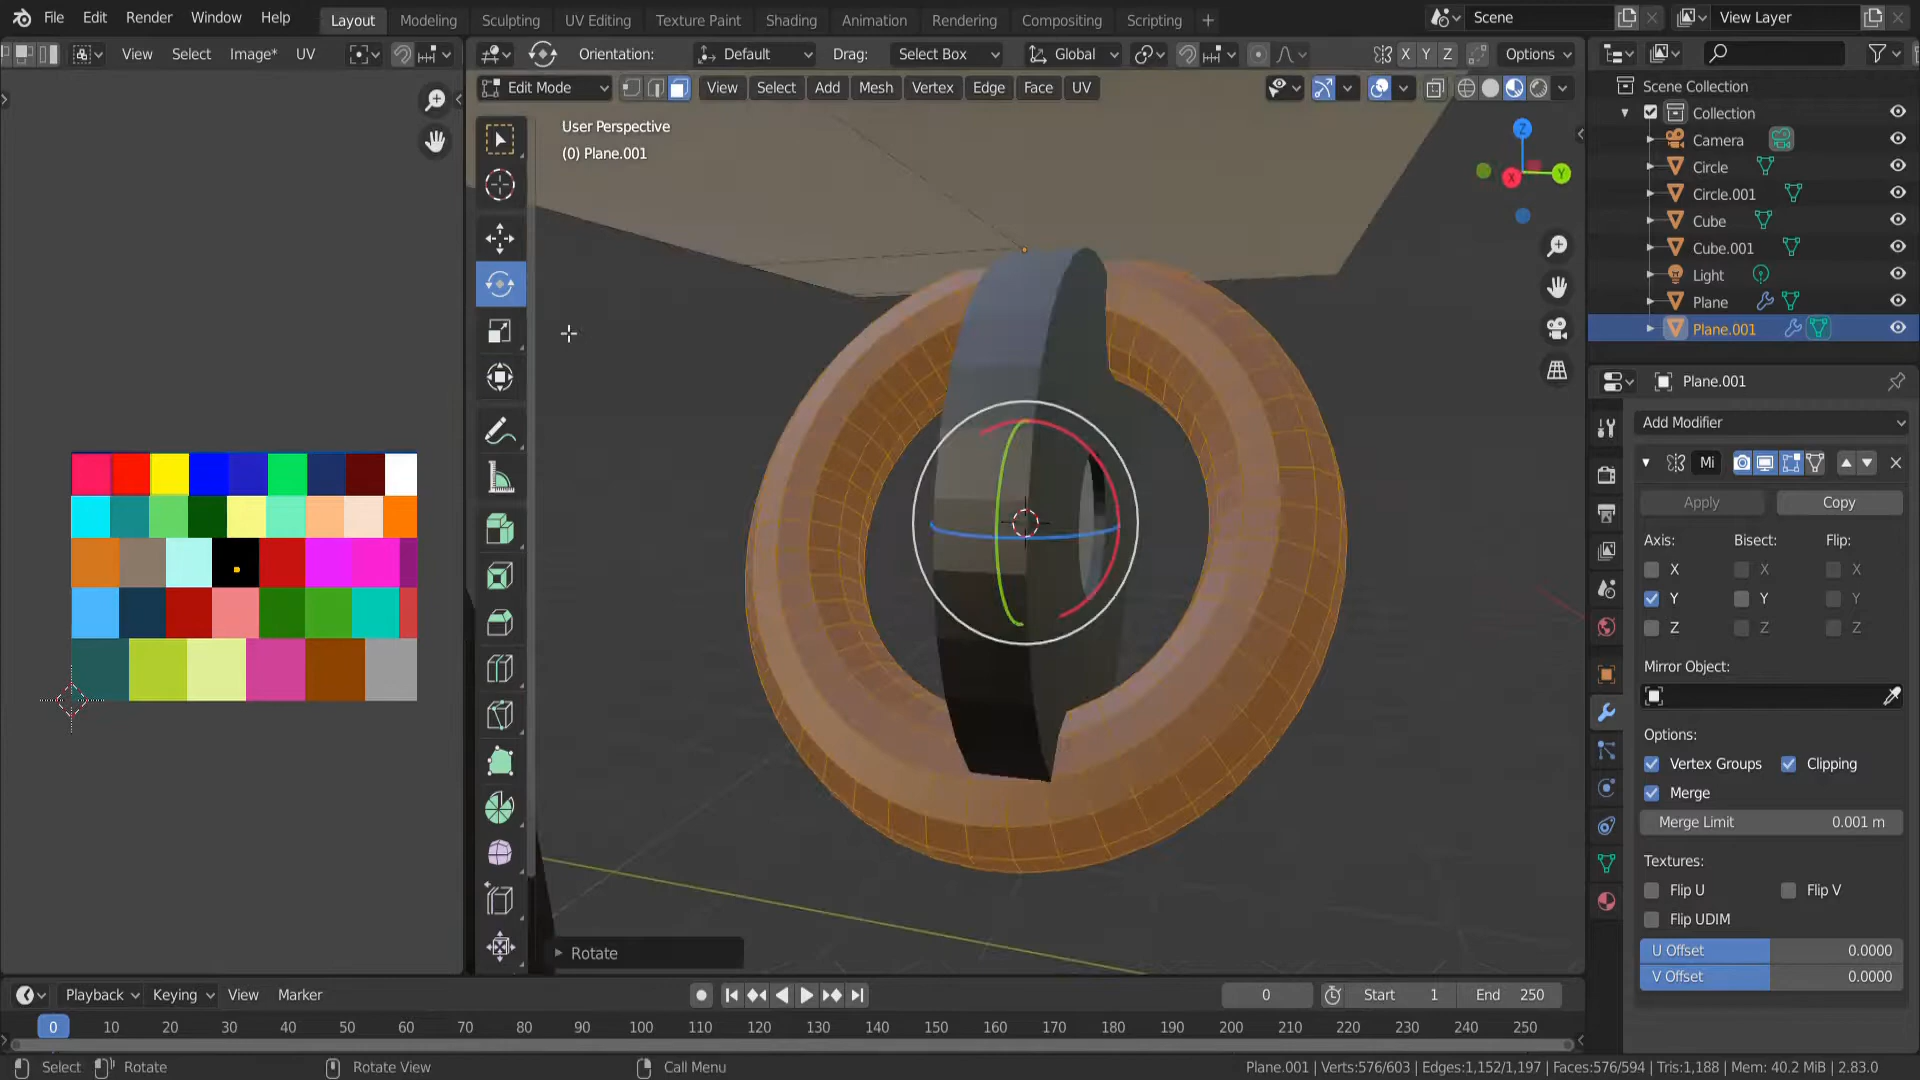 File Edit Render Window Help Layout Modeling Sculpting UV Editing Texture Paint Shading Animation Rendering Compositing Scripting + Scene View Layer
View Select Image* UV Orientation: Default Drag: Select Box Global X Y Z Options
Edit Mode View Select Add Mesh Vertex Edge Face UV
User Perspective
(0) Plane.001
Z
Y
X
Rotate
Scene Collection
Collection
Camera
Circle
Circle.001
Cube
Cube.001
Light
Plane
Plane.001
Plane.001
Add Modifier
Mi
Apply Copy
Axis: Bisect: Flip:
X X X
Y Y Y
Z Z Z
Mirror Object:
Options:
Vertex Groups Clipping
Merge
Merge Limit 0.001 m
Textures:
Flip U Flip V
Flip UDIM
U Offset 0.0000
V Offset 0.0000
Playback Keying View Marker 0 Start 1 End 250
0 10 20 30 40 50 60 70 80 90 100 110 120 130 140 150 160 170 180 190 200 210 220 230 240 250
Select Rotate Rotate View Call Menu Plane.001 | Verts:576/603 | Edges:1,152/1,197 | Faces:576/594 | Tris:1,188 | Mem: 40.2 MiB | 2.83.0